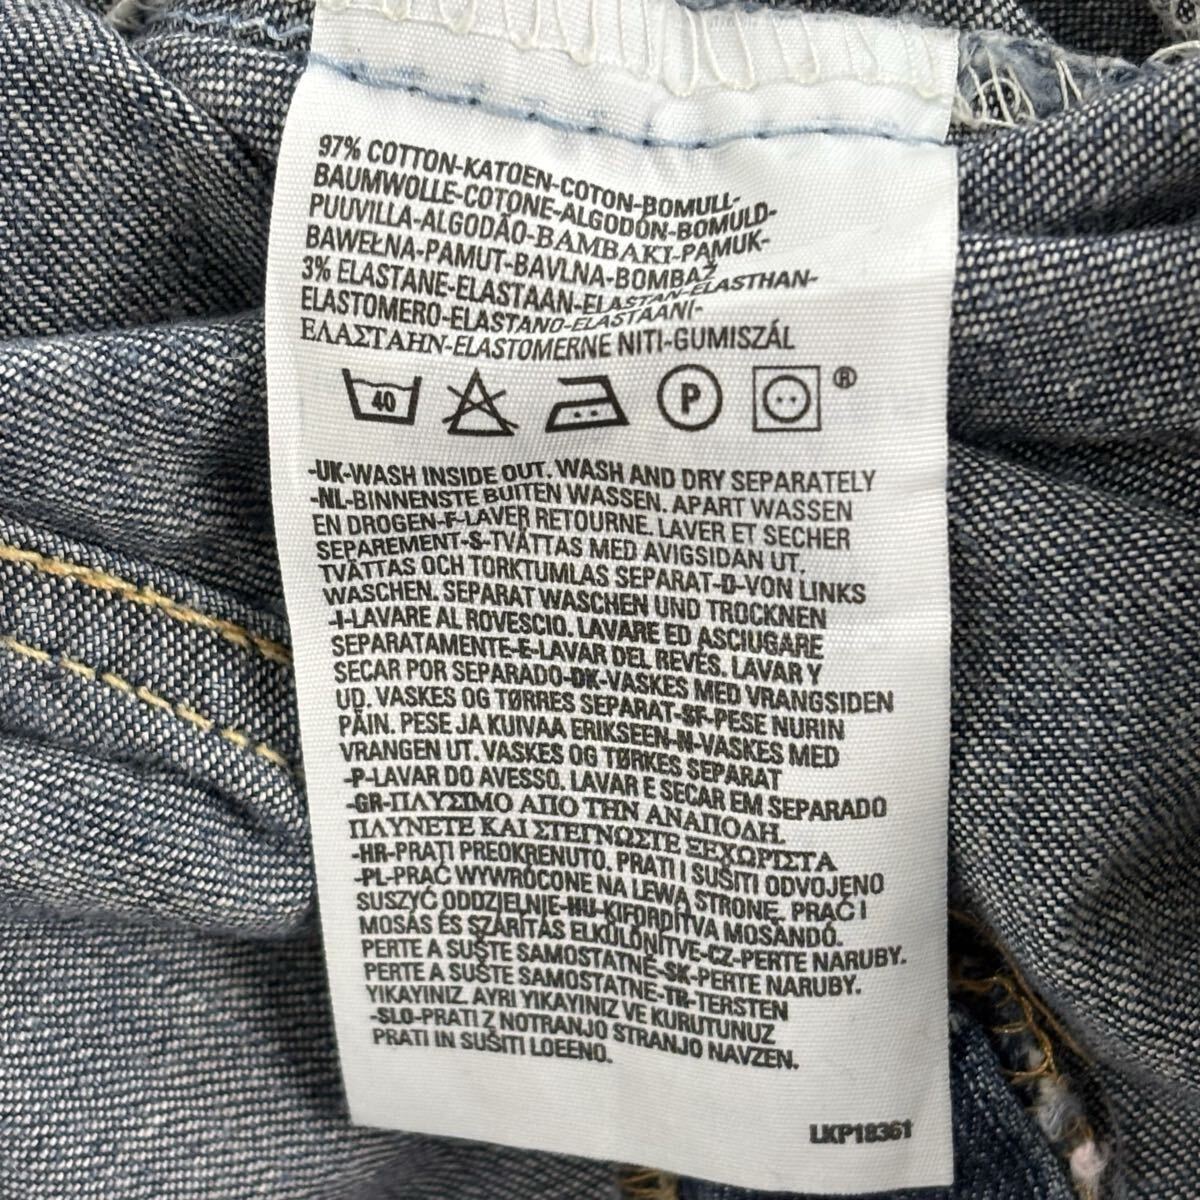 97% COTTON-KATOEN-COTON-BOMULL-
BAUMWOLLE-COTONE-ALGODÓN-BOMULD-
PUUVILLA-ALGODÃO-ΒΑΜΒΑΚΙ-PAMUK-
BAWEŁNA-PAMUT-BAVLNA-BOMBAŽ
3% ELASTANE-ELASTAAN-ELASTAN-ELASTHAN-
ELASTOMERO-ELASTANO-ELASTAANI-
ΕΛΑΣΤΑΗΝ-ELASTOMERNE NITI-GUMISZÁL
40 P ®
-UK-WASH INSIDE OUT. WASH AND DRY SEPARATELY
-NL-BINNENSTE BUITEN WASSEN. APART WASSEN
EN DROGEN-F-LAVER RETOURNE. LAVER ET SECHER
SEPAREMENT-S-TVÄTTAS MED AVIGSIDAN UT.
TVÄTTAS OCH TORKTUMLAS SEPARAT-D-VON LINKS
WASCHEN. SEPARAT WASCHEN UND TROCKNEN
-I-LAVARE AL ROVESCIO. LAVARE ED ASCIUGARE
SEPARATAMENTE-E-LAVAR DEL REVÉS. LAVAR Y
SECAR POR SEPARADO-DK-VASKES MED VRANGSIDEN
UD. VASKES OG TØRRES SEPARAT-SF-PESE NURIN
PÄIN. PESE JA KUIVAA ERIKSEEN-N-VASKES MED
VRANGEN UT. VASKES OG TØRKES SEPARAT
-P-LAVAR DO AVESSO. LAVAR E SECAR EM SEPARADO
-GR-ΠΛΥΣΙΜΟ ΑΠΟ ΤΗΝ ΑΝΑΠΟΔΗ.
ΠΛΥΝΕΤΕ ΚΑΙ ΣΤΕΓΝΩΣΤΕ ΞΕΧΩΡΙΣΤΑ
-HR-PRATI PREOKRENUTO. PRATI I SUŠITI ODVOJENO
-PL-PRAĆ WYWRÓCONE NA LEWĄ STRONĘ. PRAĆ I
SUSZYĆ ODDZIELNIE-HU-KIFORDÍTVA MOSANDÓ.
MOSÁS ÉS SZÁRÍTÁS ELKÜLÖNÍTVE-CZ-PERTE NARUBY.
PERTE A SUŠTE SAMOSTATNĚ-SK-PERTE NARUBY.
PERTE A SUŠTE SAMOSTATNE-TR-TERSTEN
YIKAYINIZ. AYRI YIKAYINIZ VE KURUTUNUZ
-SLO-PRATI Z NOTRANJO STRANJO NAVZEN.
PRATI IN SUŠITI LOEENO.
LKP18361